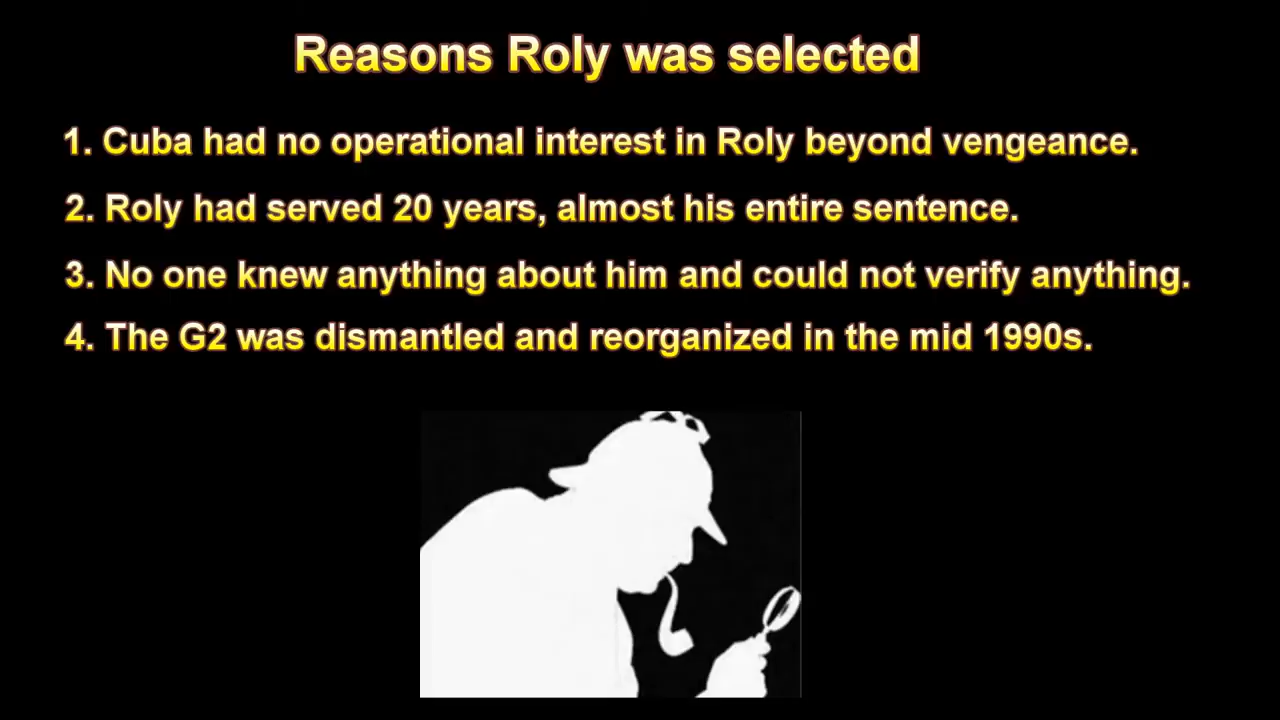 Reasons Roly was selected
1. Cuba had no operational interest in Roly beyond vengeance.
2. Roly had served 20 years, almost his entire sentence.
3. No one knew anything about him and could not verify anything.
4. The G2 was dismantled and reorganized in the mid 1990s.